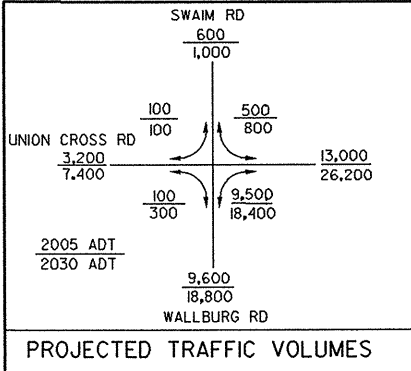 SWAIM RD
600
1,000
100
100
500
800
UNION CROSS RD
3,200
7,400
13,000
26,200
100
300
9,500
18,400
2005 ADT
2030 ADT
9,600
18,800
WALLBURG RD
PROJECTED TRAFFIC VOLUMES